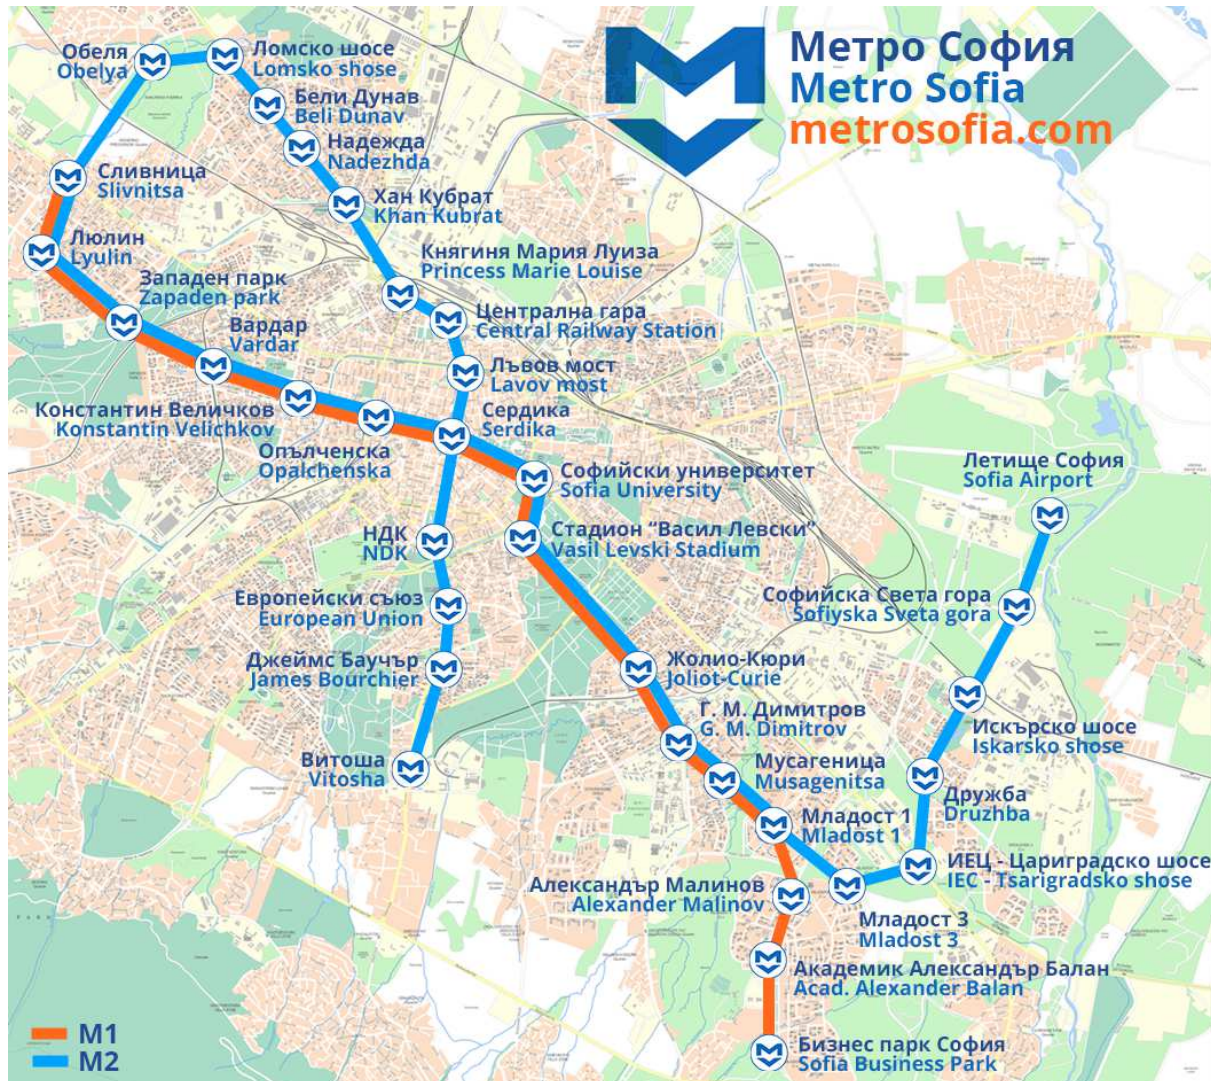 Метро София
Metro Sofia
metrosofia.com
Обеля
Obelya
Ломско шосе
Lomsko shose
Бели Дунав
Beli Dunav
Надежда
Nadezhda
Сливница
Slivnitsa
Хан Кубрат
Khan Kubrat
Люлин
Lyulin
Княгиня Мария Луиза
Princess Marie Louise
Западен парк
Zapaden park
Централна гара
Central Railway Station
Вардар
Vardar
Лъвов мост
Lavov most
Константин Величков
Konstantin Velichkov
Сердика
Serdika
Опълченска
Opalchenska
Софийски университет
Sofia University
Летище София
Sofia Airport
НДК
NDK
Стадион “Васил Левски”
Vasil Levski Stadium
Европейски съюз
European Union
Софийска Света гора
Sofiyska Sveta gora
Джеймс Баучър
James Bourchier
Жолио-Кюри
Joliot-Curie
Г. М. Димитров
G. M. Dimitrov
Искърско шосе
Iskarsko shose
Витоша
Vitosha
Мусагеница
Musagenitsa
Дружба
Druzhba
Младост 1
Mladost 1
ИЕЦ - Цариградско шосе
IEC - Tsarigradsko shose
Александър Малинов
Alexander Malinov
Младост 3
Mladost 3
Академик Александър Балан
Acad. Alexander Balan
Бизнес парк София
Sofia Business Park
M1
M2